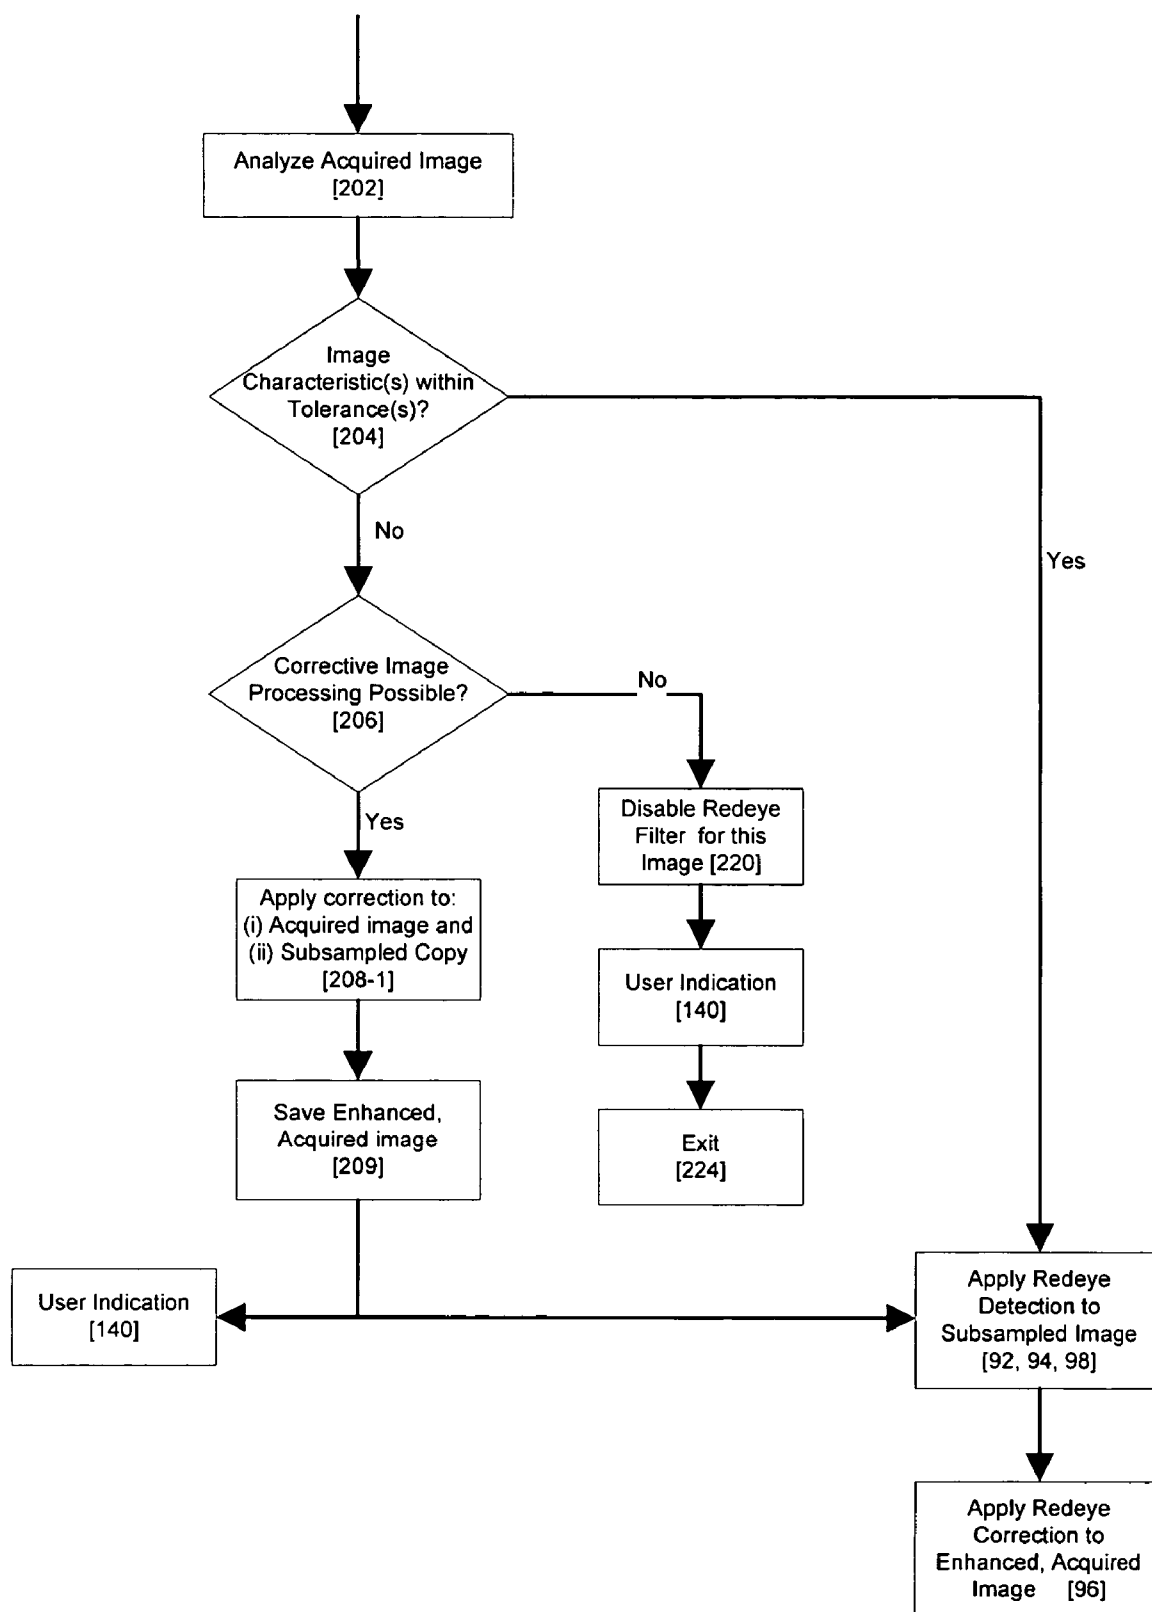 Analyze Acquired Image
[202]
Image
Characteristic(s) within
Tolerance(s)?
[204]
No
Yes
Corrective Image
Processing Possible?
[206]
No
Yes
Disable Redeye
Filter for this
Image [220]
Apply correction to:
(i) Acquired image and
(ii) Subsampled Copy
[208-1]
User Indication
[140]
Save Enhanced,
Acquired image
[209]
Exit
[224]
User Indication
[140]
Apply Redeye
Detection to
Subsampled Image
[92, 94, 98]
Apply Redeye
Correction to
Enhanced, Acquired
Image [96]